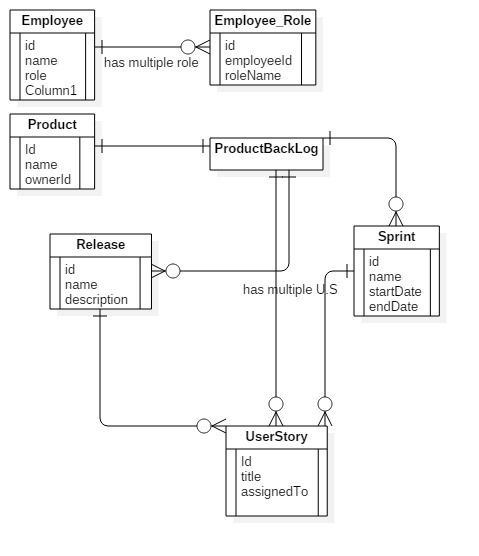 Employee
id
name
role
Column1
Employee_Role
id
employeeId
roleName
has multiple role
Product
Id
name
ownerId
ProductBackLog
Sprint
id
name
startDate
endDate
Release
id
name
description
has multiple U.S
UserStory
Id
title
assignedTo